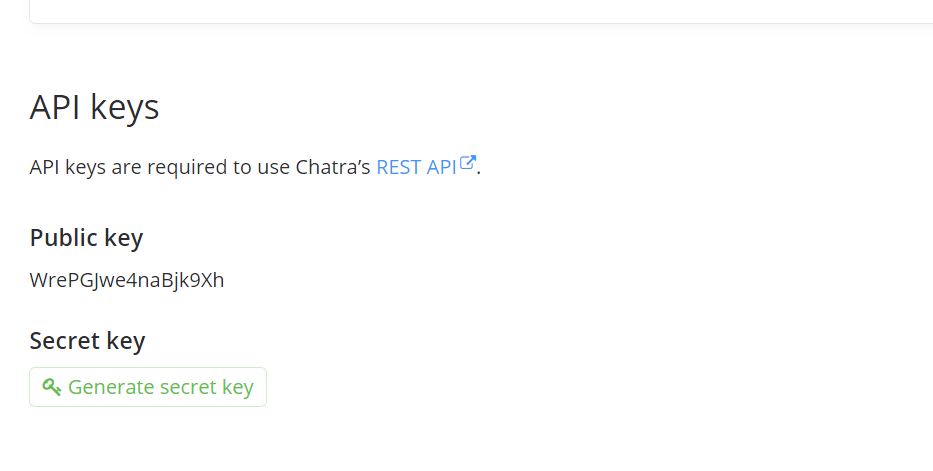 API keys
API keys are required to use Chatra’s REST API.
Public key
WrePGJwe4naBjk9Xh
Secret key
Generate secret key